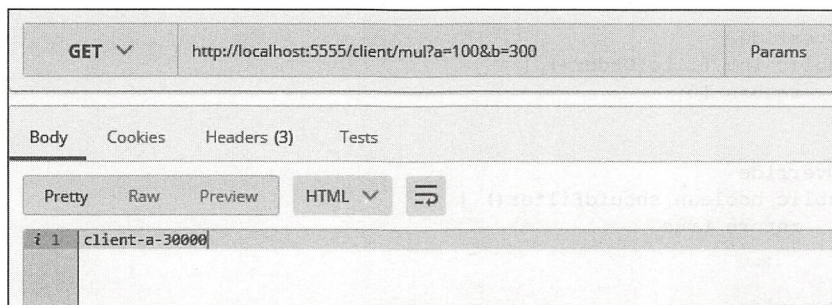 GET http://localhost:5555/client/mul?a=100&b=300 Params
Body Cookies Headers (3) Tests
Pretty Raw Preview HTML
i 1 client-a-30000